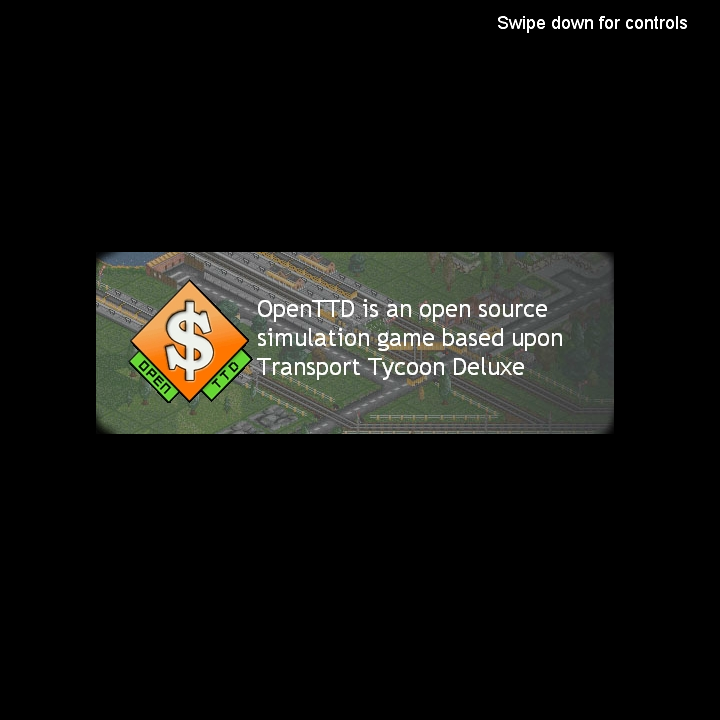 Swipe down for controls
OpenTTD is an open source
simulation game based upon
Transport Tycoon Deluxe
$
OPEN TTD